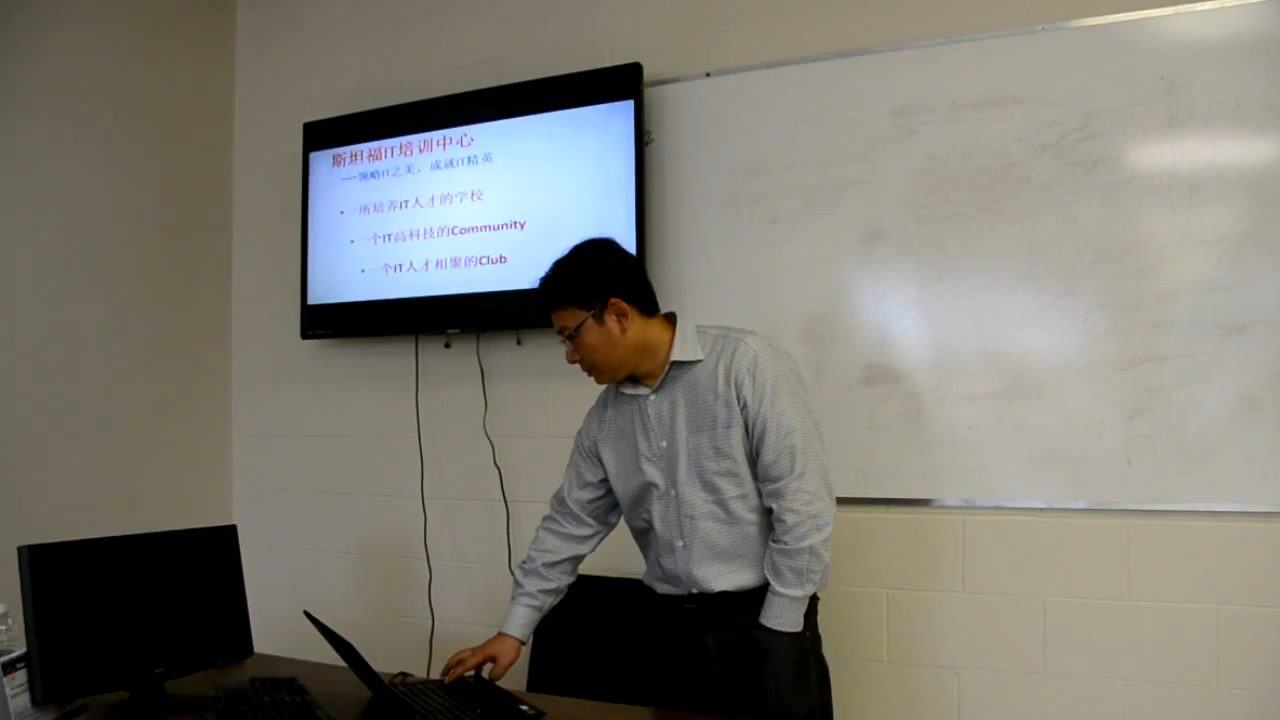 斯坦福IT培训中心
—领略IT之美,成就IT精英
• 一所培养IT人才的学校
• 一个IT高科技的Community
• 一个IT人才相聚的Club